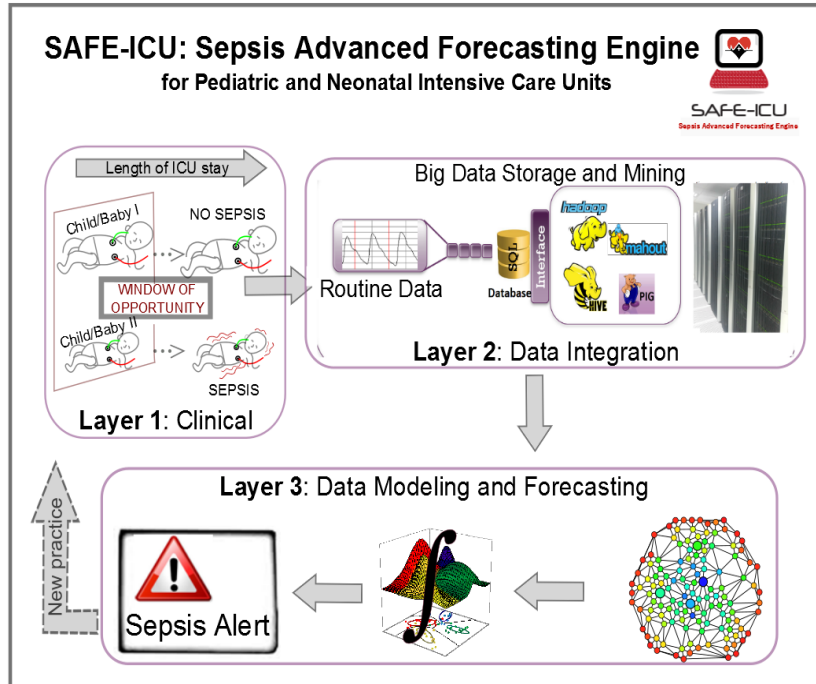 SAFE-ICU: Sepsis Advanced Forecasting Engine
for Pediatric and Neonatal Intensive Care Units
SAFE-ICU
Sepsis Advanced Forecasting Engine
Length of ICU stay
Child/Baby I
NO SEPSIS
WINDOW OF
OPPORTUNITY
Child/Baby II
SEPSIS
Layer 1: Clinical
Big Data Storage and Mining
Routine Data
SQL
Database
Interface
hadoop
mahout
HIVE
PIG
Layer 2: Data Integration
Layer 3: Data Modeling and Forecasting
∫
!
Sepsis Alert
New practice